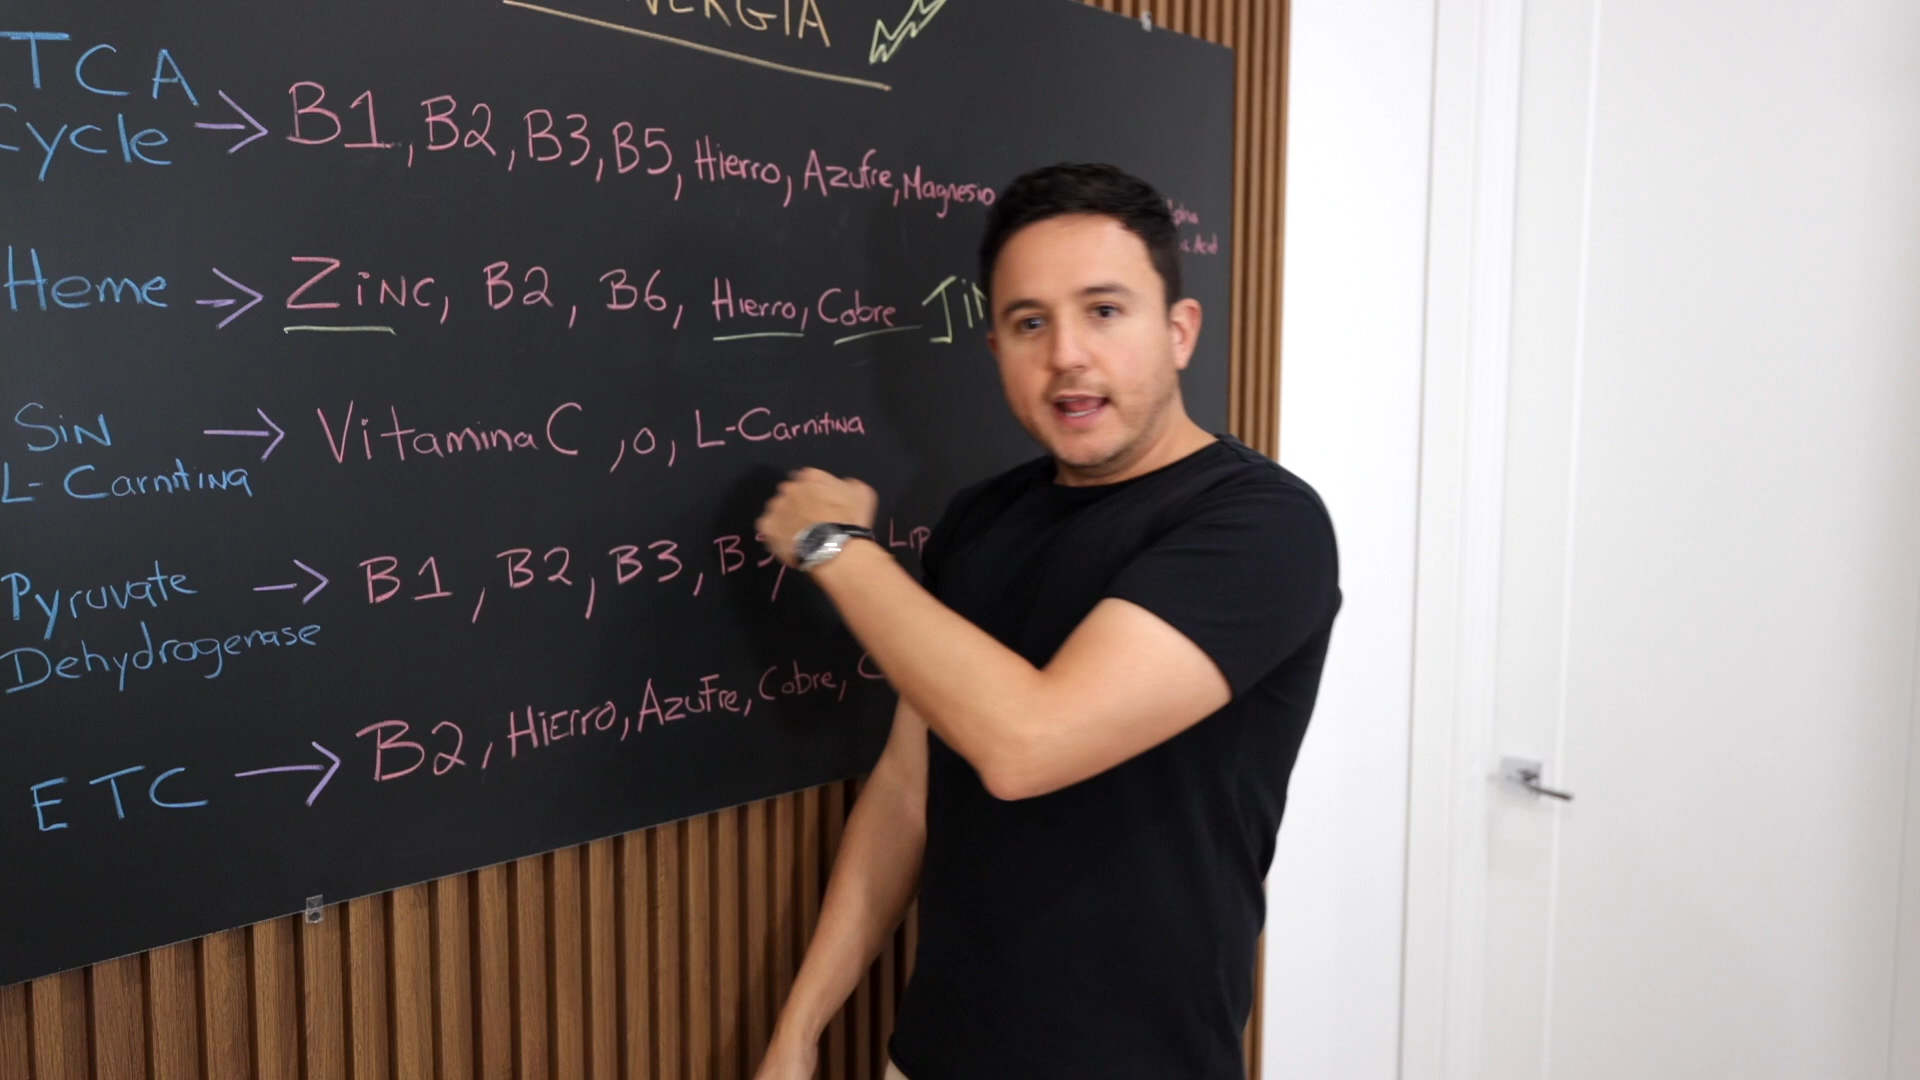 TCA
Cycle → B1, B2, B3, B5, Hierro, Azufre, Magnesio
Heme → Zinc, B2, B6, Hierro, Cobre
Sin
L-Carnitina → Vitamina C, o, L-Carnitina
Pyruvate
Dehydrogenase → B1, B2, B3,
ETC → B2, Hierro, Azufre, Cobre,